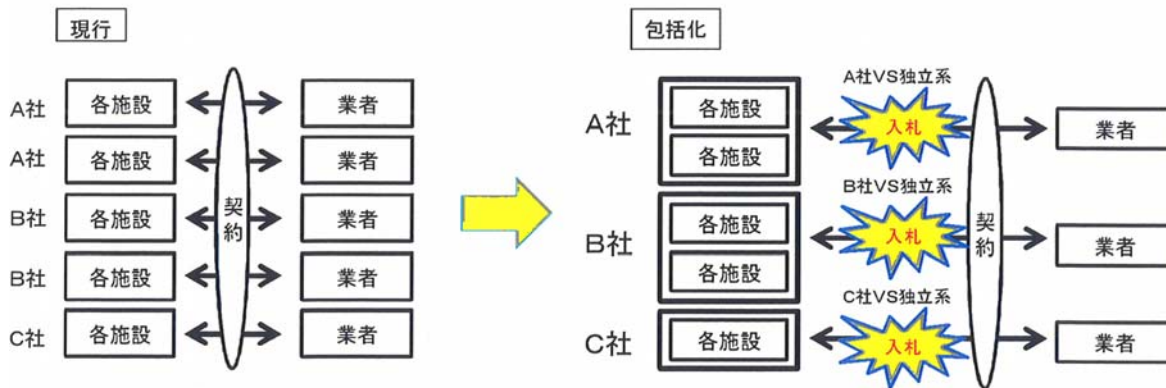 現行
A社 各施設 業者
A社 各施設 業者
B社 各施設 業者
B社 各施設 業者
C社 各施設 業者
契約
包括化
A社
各施設
各施設
A社VS独立系
入札
業者
B社
各施設
各施設
B社VS独立系
入札
業者
C社
各施設
C社VS独立系
入札
業者
契約